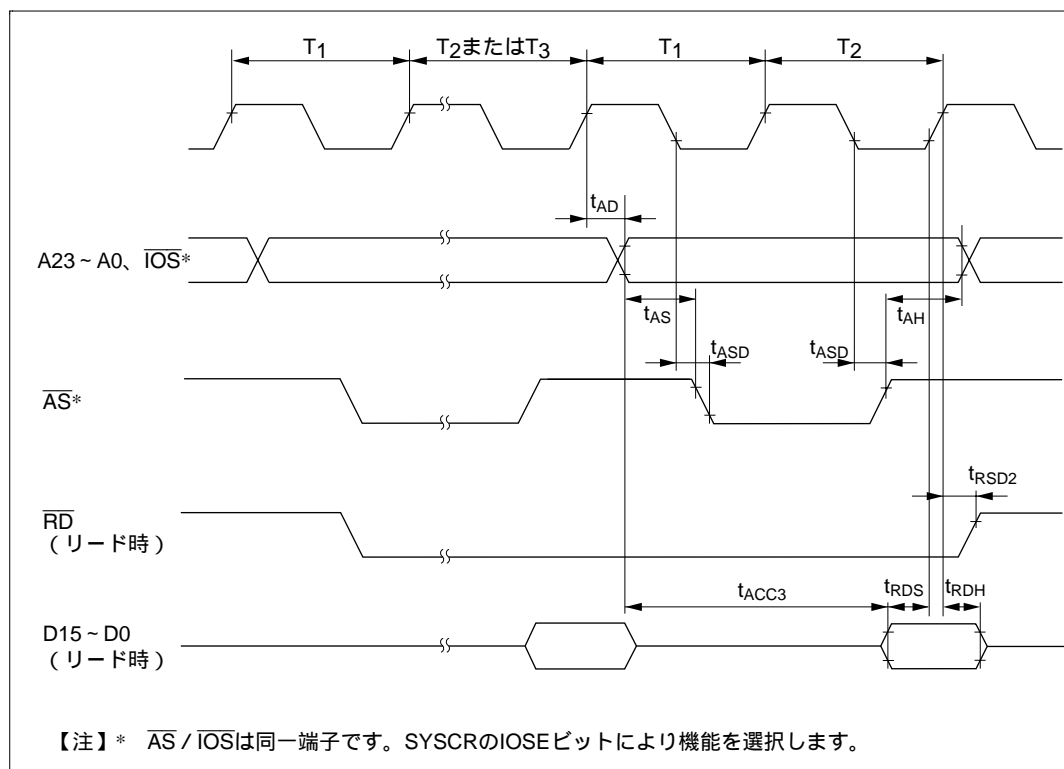 T1 T2またはT3 T1 T2
tAD
A23～A0、IOS*
tAS tAH
tASD tASD
AS*
tRSD2
RD
（リード時）
tACC3 tRDS tRDH
D15～D0
（リード時）
【注】* AS / IOSは同一端子です。SYSCRのIOSEビットにより機能を選択します。